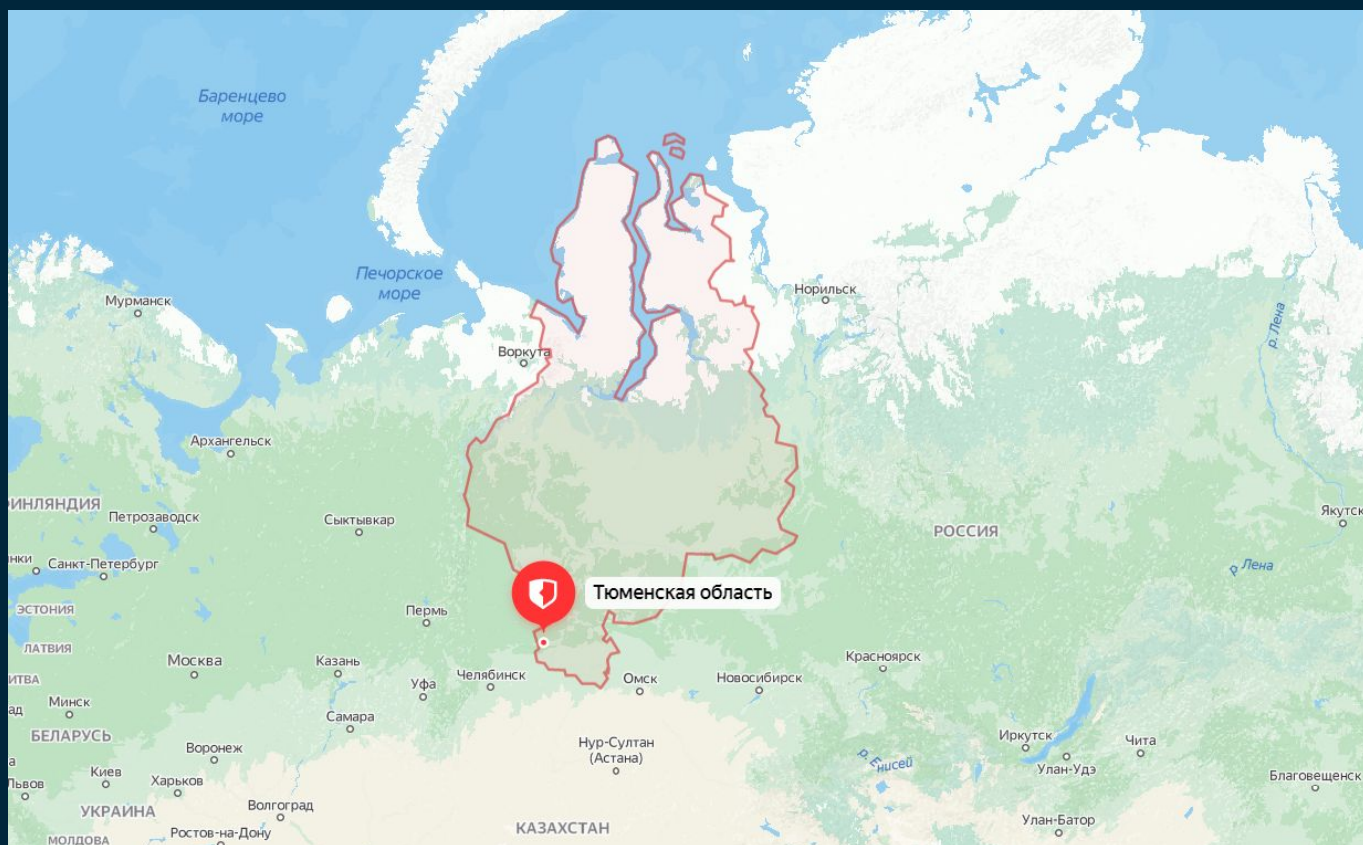 Баренцево
море
Печорское
море
Мурманск
Норильск
Воркута
р. Лена
Архангельск
Петрозаводск
Сыктывкар
РОССИЯ
Якутск
Санкт-Петербург
р. Лена
Тюменская область
ЭСТОНИЯ
Пермь
ЛАТВИЯ
Москва
Казань
Челябинск
Уфа
Омск
Новосибирск
Красноярск
Минск
Самара
БЕЛАРУСЬ
Воронеж
Нур-Султан
(Астана)
Иркутск
Чита
р. Енисей
Улан-Удэ
Киев
Харьков
Благовещенск
Львов
УКРАИНА
Волгоград
Улан-Батор
КАЗАХСТАН
Ростов-на-Дону
МОЛДОВА